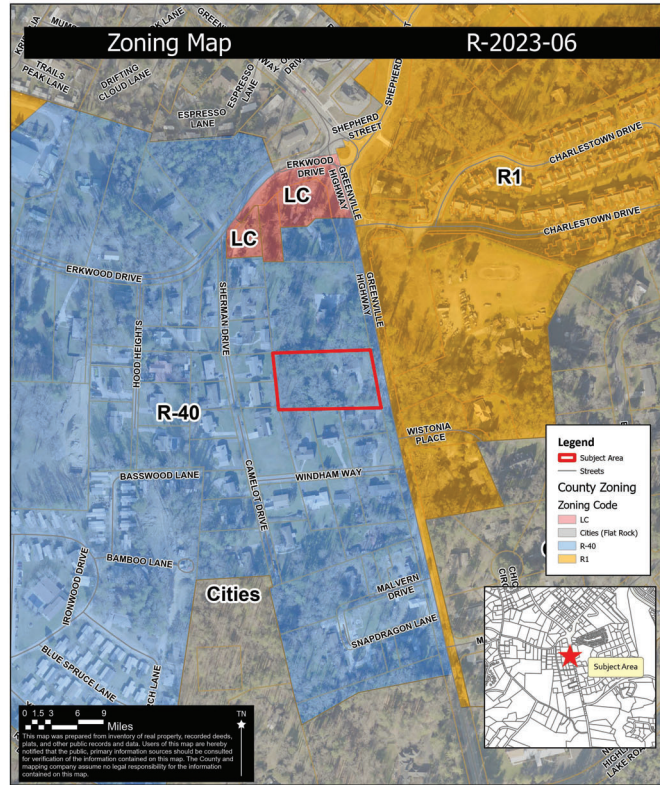 Zoning Map
R-2023-06
TRAILS
PEAK LANE
DRIFTING
CLOUD LANE
ESPRESSO
LANE
ESPRESSO
LANE
SHEPHERD
STREET
ERKWOOD
DRIVE
GREENVILLE
HIGHWAY
CHARLESTOWN DRIVE
R1
LC
LC
CHARLESTOWN DRIVE
ERKWOOD DRIVE
GREENVILLE
HIGHWAY
SHERMAN DRIVE
HOOD HEIGHTS
R-40
WISTONIA
PLACE
BASSWOOD LANE
CAMELOT DRIVE
WINDHAM WAY
BAMBOO LANE
IRONWOOD DRIVE
Cities
MALVERN
DRIVE
SNAPDRAGON LANE
BLUE SPRUCE LANE
Legend
Subject Area
Streets
County Zoning
Zoning Code
LC
Cities (Flat Rock)
R-40
R1
Subject Area
LAKE ROAD
0 1.5 3 6 9
Miles
TN
This map was prepared from inventory of real property, recorded deeds,
plats, and other public records and data. Users of this map are hereby
notified that the public, primary information sources should be consulted
for verification of the information contained on this map. The County and
mapping company assume no legal responsibility for the information
contained on this map.